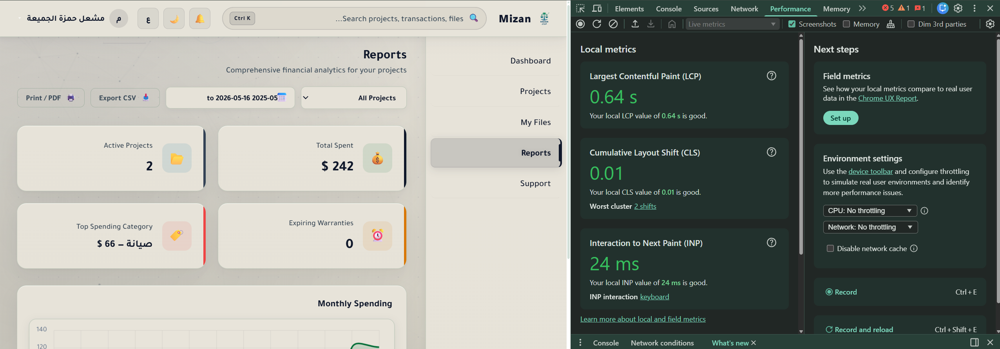 مشعل حمزة الجميعة
م
ع
Ctrl K
Search projects, transactions, files...
Mizan
MIZAN
ميزان
Reports
Comprehensive financial analytics for your projects
Print / PDF
Export CSV
to 2026-05-16 2025-05
All Projects
Active Projects
2
Total Spent
$ 242
Top Spending Category
صيانة – 66 $
Expiring Warranties
0
Monthly Spending
140
120
Dashboard
Projects
My Files
Reports
Support
Elements
Console
Sources
Network
Performance
Memory
5
1
1
Live metrics
Screenshots
Memory
Dim 3rd parties
Local metrics
Largest Contentful Paint (LCP)
0.64 s
Your local LCP value of 0.64 s is good.
Cumulative Layout Shift (CLS)
0.01
Your local CLS value of 0.01 is good.
Worst cluster 2 shifts
Interaction to Next Paint (INP)
24 ms
Your local INP value of 24 ms is good.
INP interaction keyboard
Learn more about local and field metrics
Next steps
Field metrics
See how your local metrics compare to real user
data in the Chrome UX Report.
Set up
Environment settings
Use the device toolbar and configure throttling
to simulate real user environments and identify
more performance issues.
CPU: No throttling
Network: No throttling
Disable network cache
Record
Ctrl + E
Record and reload
Ctrl + Shift + E
Console
Network conditions
What's new